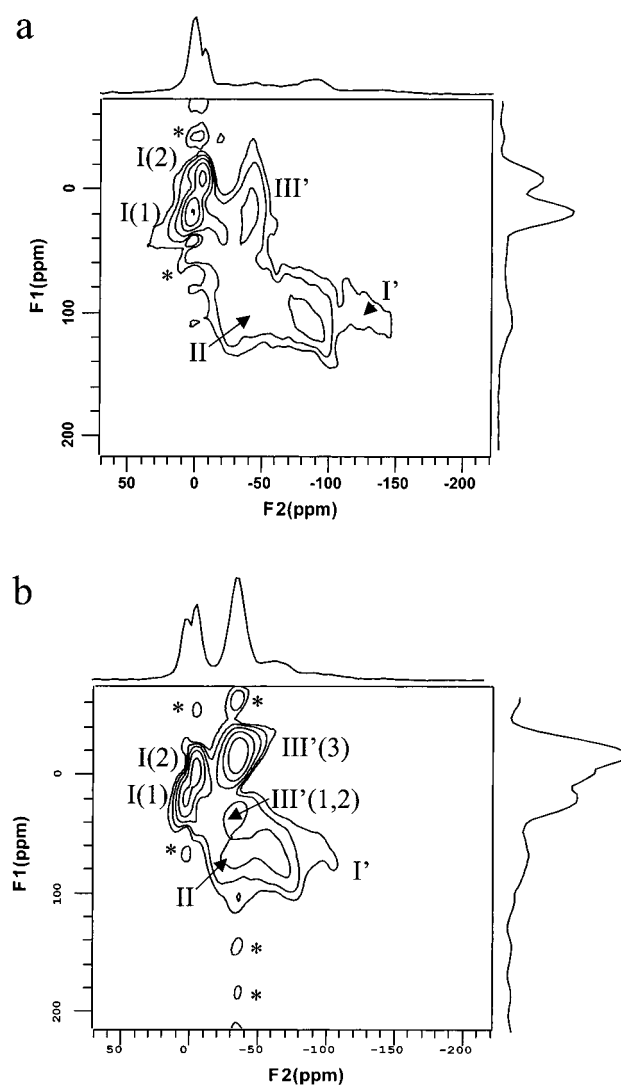 a
*
I(2)
I(1)
III’
*
I’
II
0
100
200
F1(ppm)
50 0 -50 -100 -150 -200
F2(ppm)
b
* *
I(2)
III’(3)
I(1)
III’(1,2)
*
I’
II
*
*
0
100
200
F1(ppm)
50 0 -50 -100 -150 -200
F2(ppm)